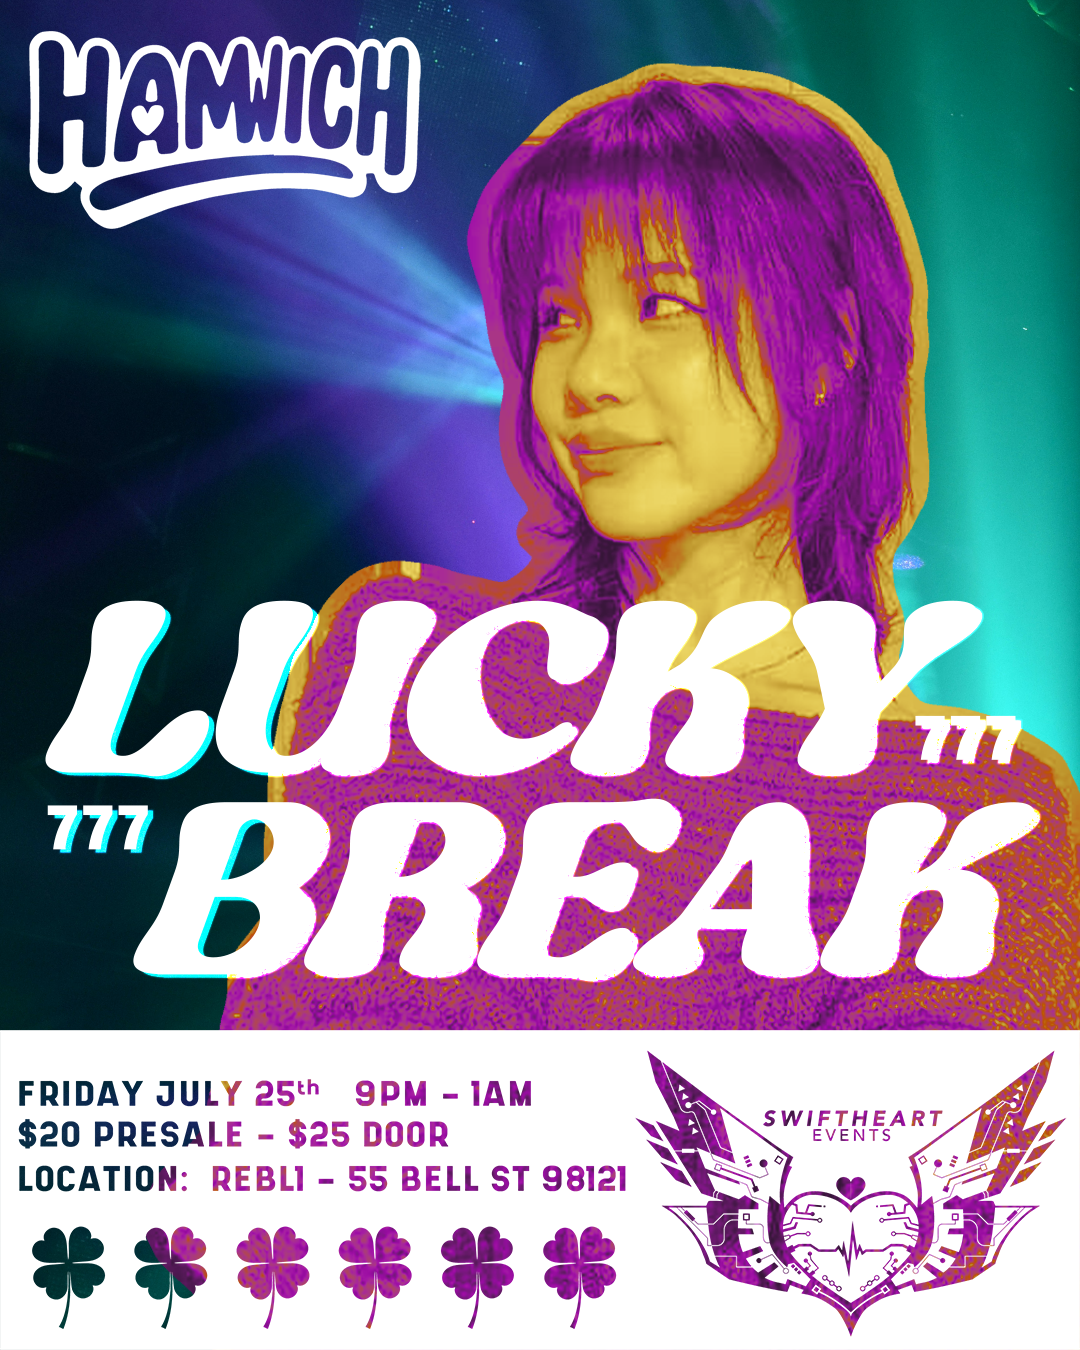 HAMWICH
LUCKY 777
777 BREAK
FRIDAY JULY 25th 9PM – 1AM
$20 PRESALE – $25 DOOR
LOCATION: REBL1 – 55 BELL ST 98121
SWIFTHEART
EVENTS